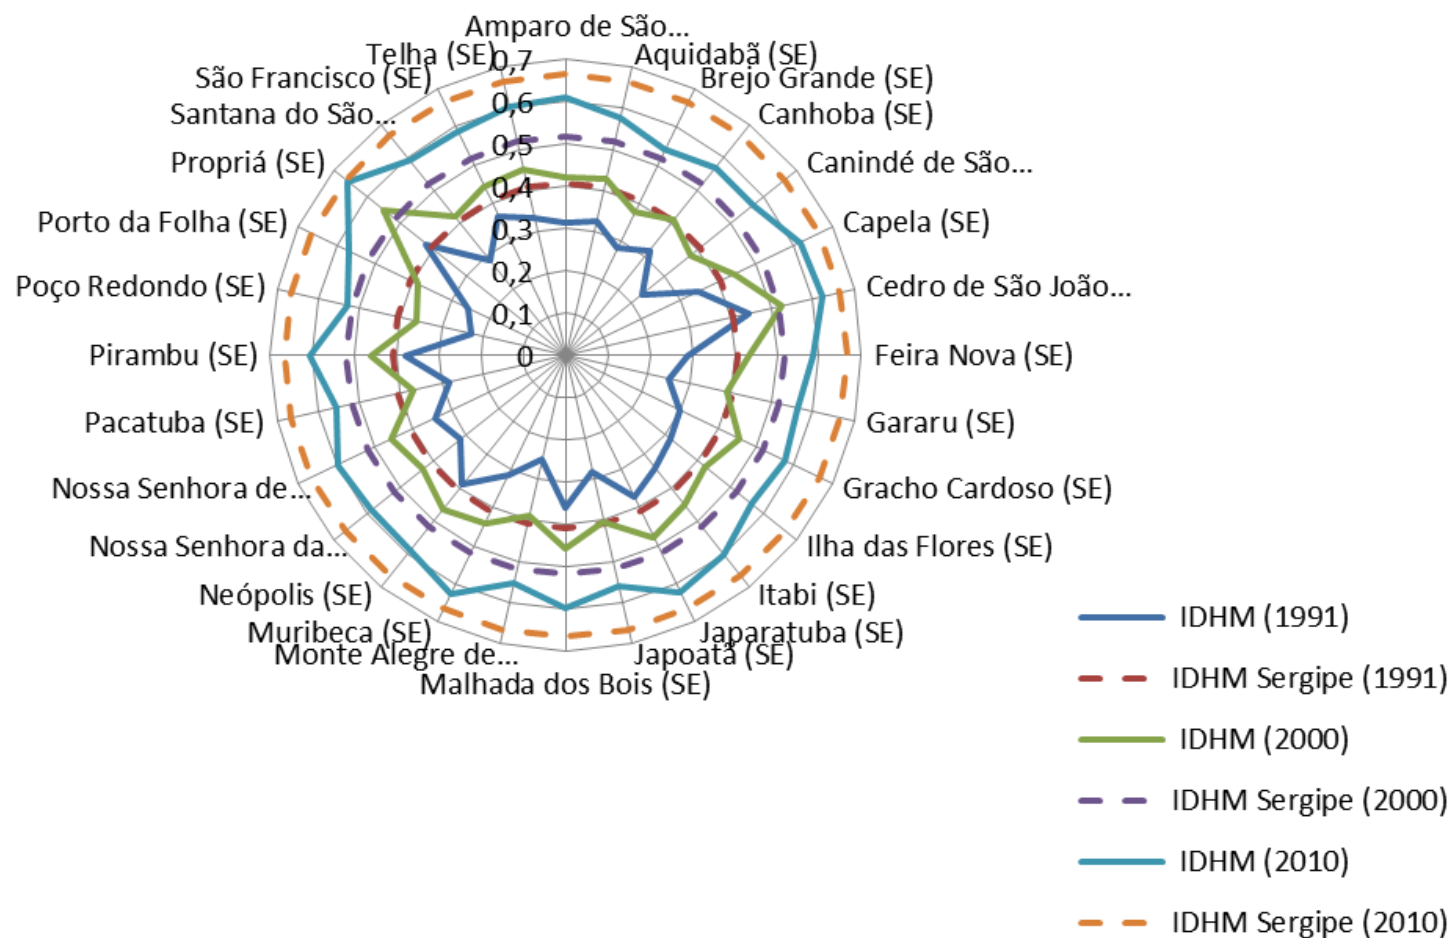 Amparo de São...
Aquidabã (SE)
Brejo Grande (SE)
Canhoba (SE)
Canindé de São...
Capela (SE)
Cedro de São João...
Feira Nova (SE)
Gararu (SE)
Gracho Cardoso (SE)
Ilha das Flores (SE)
Itabi (SE)
Japaratuba (SE)
Japoatã (SE)
Malhada dos Bois (SE)
Monte Alegre de...
Muribeca (SE)
Neópolis (SE)
Nossa Senhora da...
Nossa Senhora de...
Pacatuba (SE)
Pirambu (SE)
Poço Redondo (SE)
Porto da Folha (SE)
Propriá (SE)
Santana do São...
São Francisco (SE)
Telha (SE)
0,7
0,6
0,5
0,4
0,3
0,2
0,1
0
IDHM (1991)
IDHM Sergipe (1991)
IDHM (2000)
IDHM Sergipe (2000)
IDHM (2010)
IDHM Sergipe (2010)